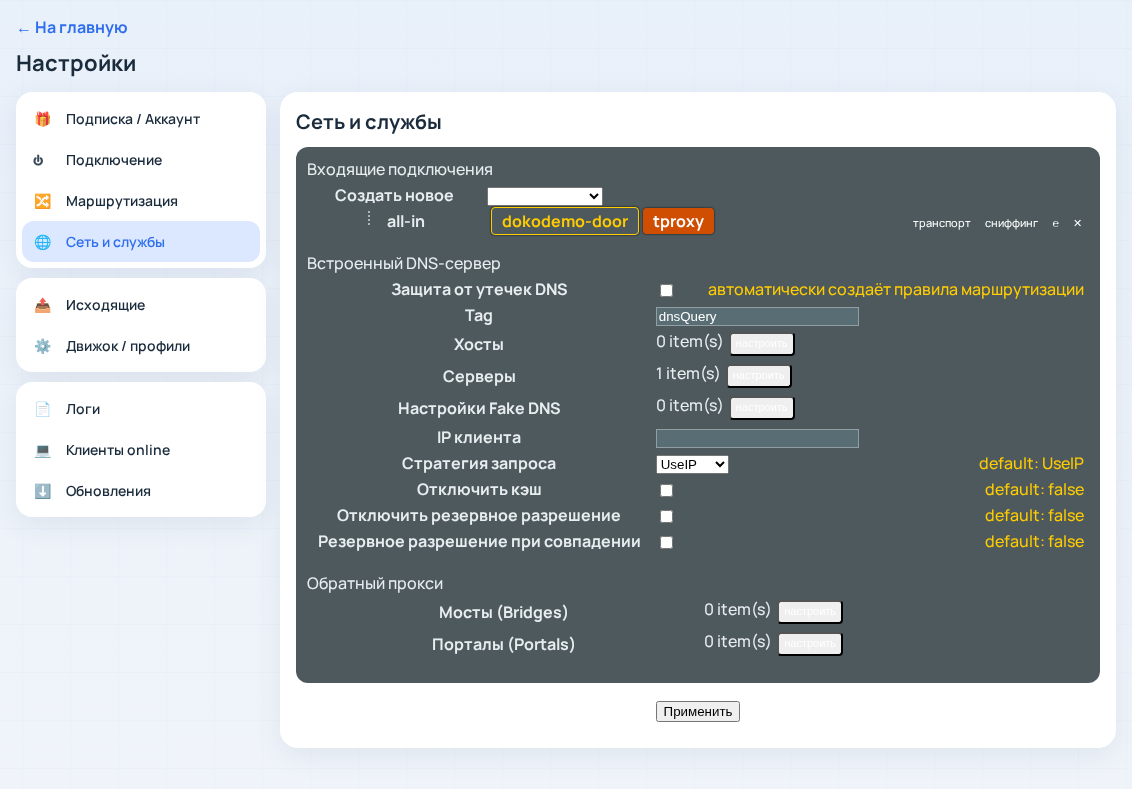 ← На главную
Настройки
Подписка / Аккаунт
Подключение
Маршрутизация
Сеть и службы
Исходящие
Движок / профили
Логи
Клиенты online
Обновления
Сеть и службы
Входящие подключения
Создать новое
all-in dokodemo-door tproxy транспорт сниффинг e ×
Встроенный DNS-сервер
Защита от утечек DNS автоматически создаёт правила маршрутизации
Tag dnsQuery
Хосты 0 item(s) настроить
Серверы 1 item(s) настроить
Настройки Fake DNS 0 item(s) настроить
IP клиента
Стратегия запроса UseIP default: UseIP
Отключить кэш default: false
Отключить резервное разрешение default: false
Резервное разрешение при совпадении default: false
Обратный прокси
Мосты (Bridges) 0 item(s) настроить
Порталы (Portals) 0 item(s) настроить
Применить